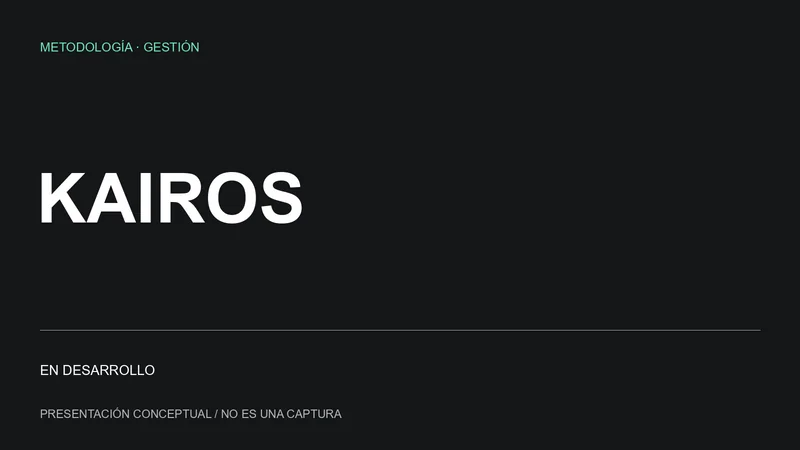 METODOLOGÍA · GESTIÓN
KAIROS
EN DESARROLLO
PRESENTACIÓN CONCEPTUAL / NO ES UNA CAPTURA